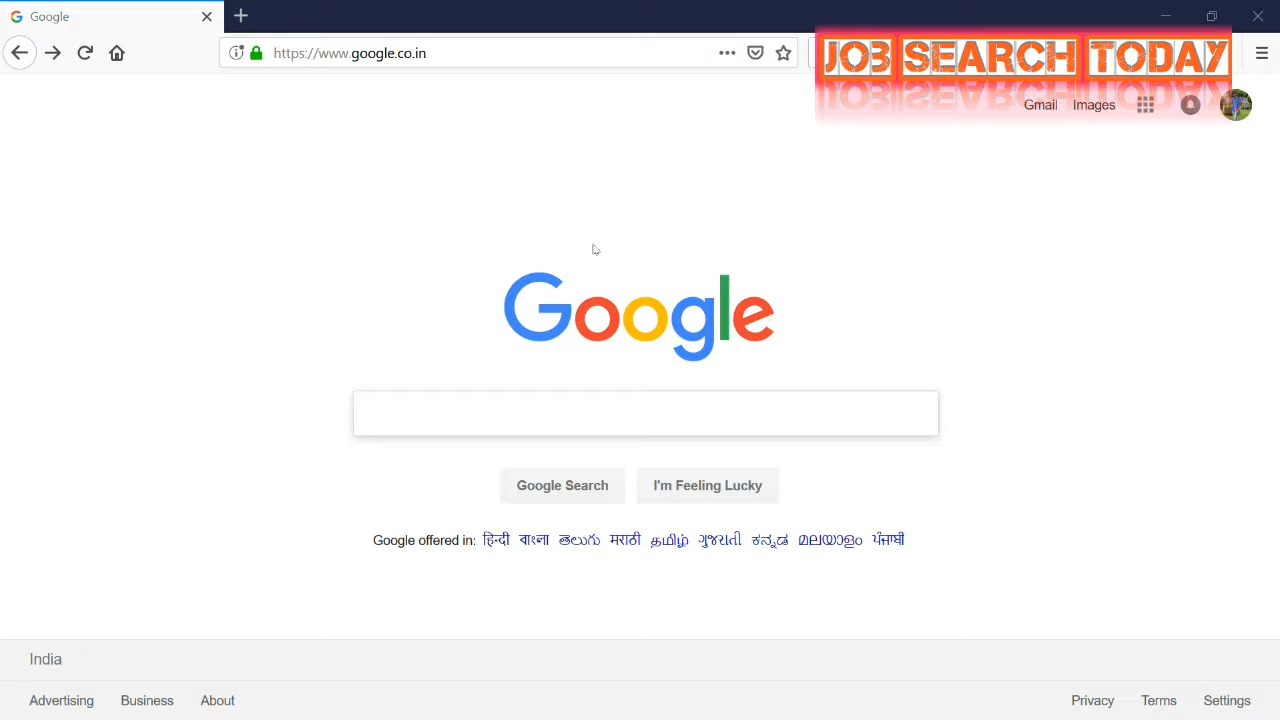 Google
https://www.google.co.in
JOB SEARCH TODAY
Gmail Images
Google
Google Search I'm Feeling Lucky
Google offered in: हिन्दी বাংলা తెలుగు मराठी தமிழ் ગુજરાતી ಕನ್ನಡ മലയാളം ਪੰਜਾਬੀ
India
Advertising Business About Privacy Terms Settings